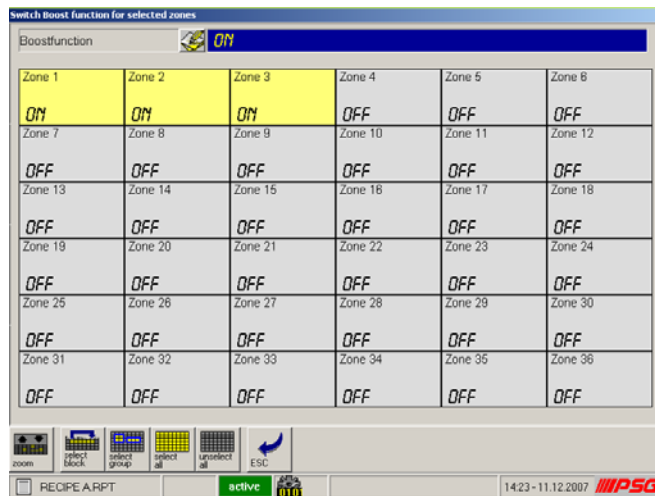 Switch Boost function for selected zones
Boostfunction ON
Zone 1 Zone 2 Zone 3 Zone 4 Zone 5 Zone 6
ON ON ON OFF OFF OFF
Zone 7 Zone 8 Zone 9 Zone 10 Zone 11 Zone 12
OFF OFF OFF OFF OFF OFF
Zone 13 Zone 14 Zone 15 Zone 16 Zone 17 Zone 18
OFF OFF OFF OFF OFF OFF
Zone 19 Zone 20 Zone 21 Zone 22 Zone 23 Zone 24
OFF OFF OFF OFF OFF OFF
Zone 25 Zone 26 Zone 27 Zone 28 Zone 29 Zone 30
OFF OFF OFF OFF OFF OFF
Zone 31 Zone 32 Zone 33 Zone 34 Zone 35 Zone 36
OFF OFF OFF OFF OFF OFF
zoom select block select group select all unselect all ESC
RECIPE A.RPT active 010 14:23 - 11.12.2007 PSG